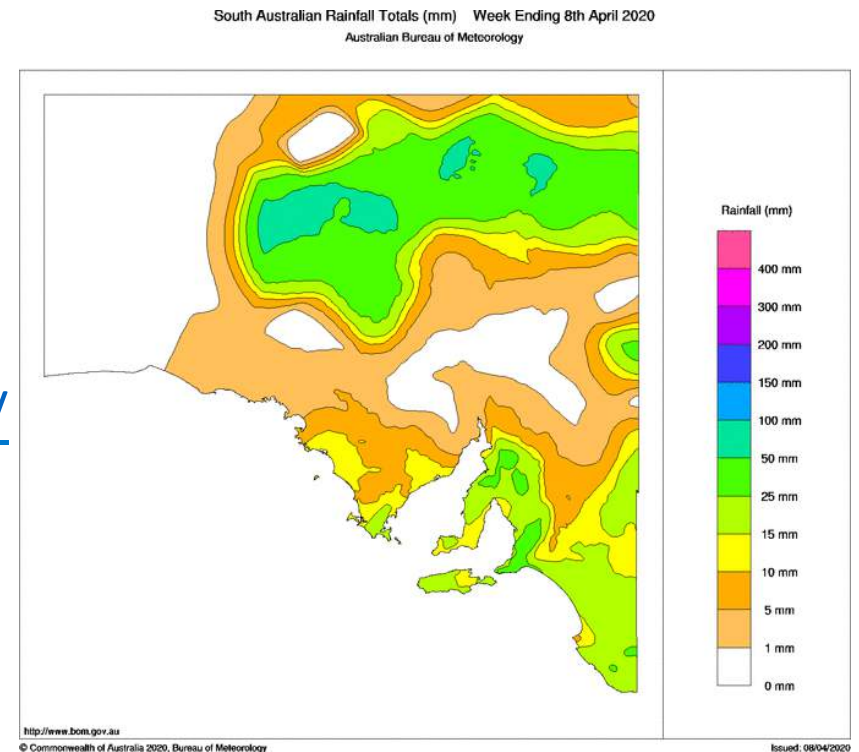 South Australian Rainfall Totals (mm) Week Ending 8th April 2020
Australian Bureau of Meteorology
Rainfall (mm)
400 mm
300 mm
200 mm
150 mm
100 mm
50 mm
25 mm
15 mm
10 mm
5 mm
1 mm
0 mm
http://www.bom.gov.au
© Commonwealth of Australia 2020, Bureau of Meteorology
Issued: 08/04/2020